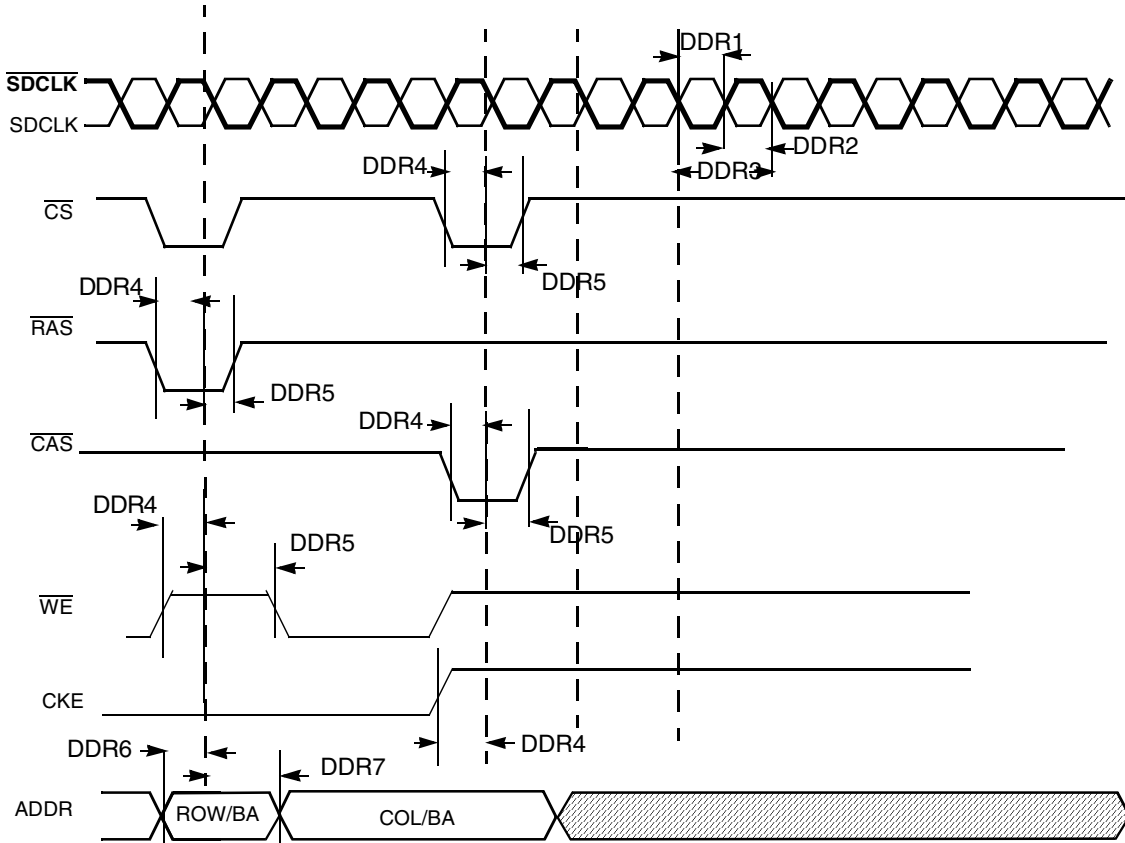 DDR1
SDCLK
SDCLK
DDR2
DDR4
DDR3
CS
DDR5
DDR4
RAS
DDR5
DDR4
CAS
DDR4
DDR5
DDR5
WE
CKE
DDR4
DDR6
DDR7
ADDR
ROW/BA
COL/BA